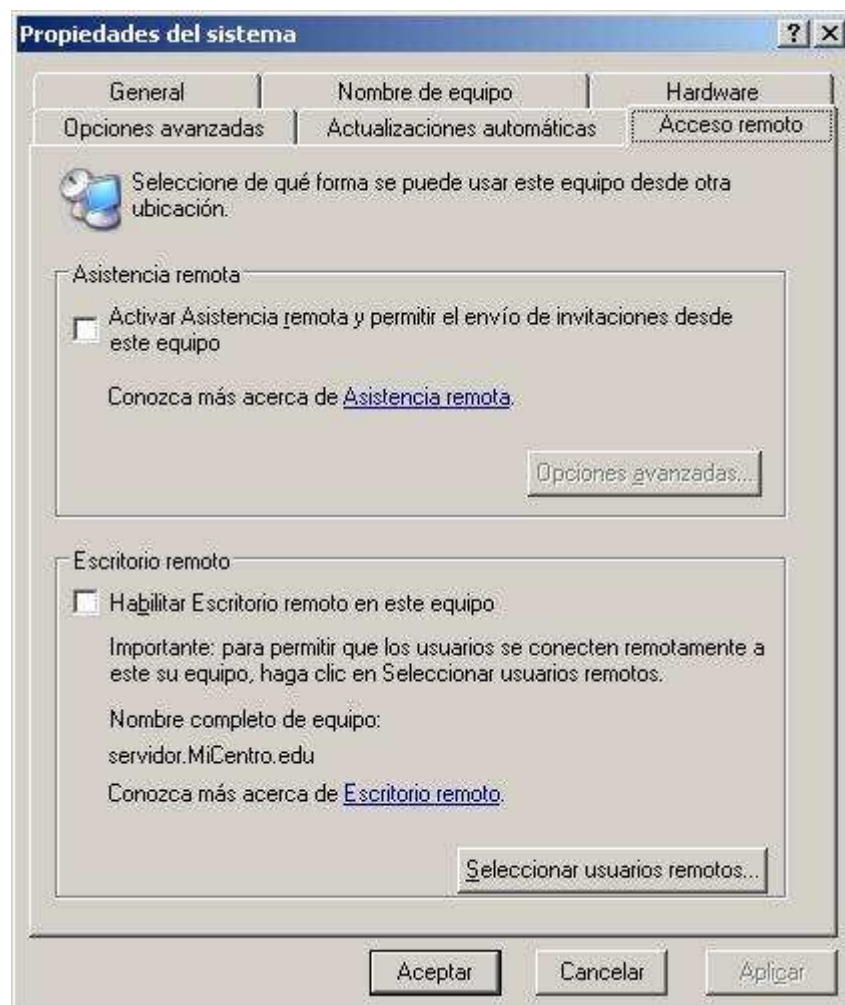 Propiedades del sistema
General
Nombre de equipo
Hardware
Opciones avanzadas
Actualizaciones automáticas
Acceso remoto
Seleccione de qué forma se puede usar este equipo desde otra
ubicación.
Asistencia remota
Activar Asistencia remota y permitir el envío de invitaciones desde
este equipo
Conozca más acerca de Asistencia remota.
Opciones avanzadas...
Escritorio remoto
Habilitar Escritorio remoto en este equipo
Importante: para permitir que los usuarios se conecten remotamente a
este su equipo, haga clic en Seleccionar usuarios remotos.
Nombre completo de equipo:
servidor.MiCentro.edu
Conozca más acerca de Escritorio remoto.
Seleccionar usuarios remotos...
Aceptar
Cancelar
Aplicar